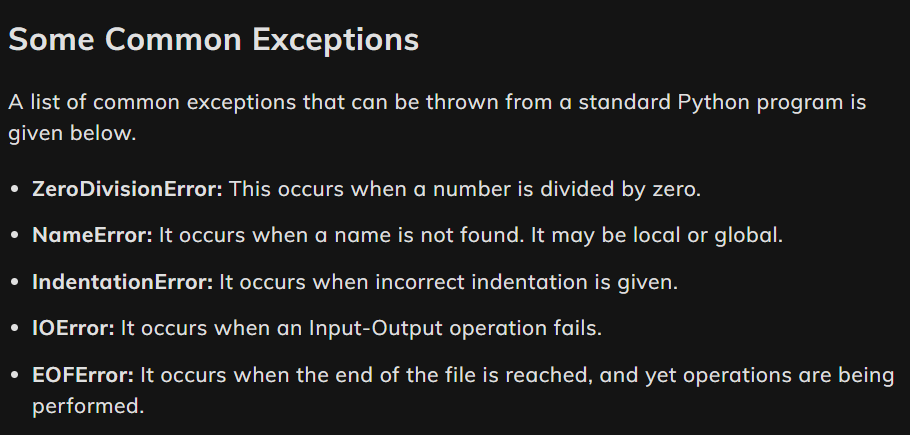 Some Common Exceptions
A list of common exceptions that can be thrown from a standard Python program is
given below.
• ZeroDivisionError: This occurs when a number is divided by zero.
• NameError: It occurs when a name is not found. It may be local or global.
• IndentationError: It occurs when incorrect indentation is given.
• IOError: It occurs when an Input-Output operation fails.
• EOFError: It occurs when the end of the file is reached, and yet operations are being
performed.